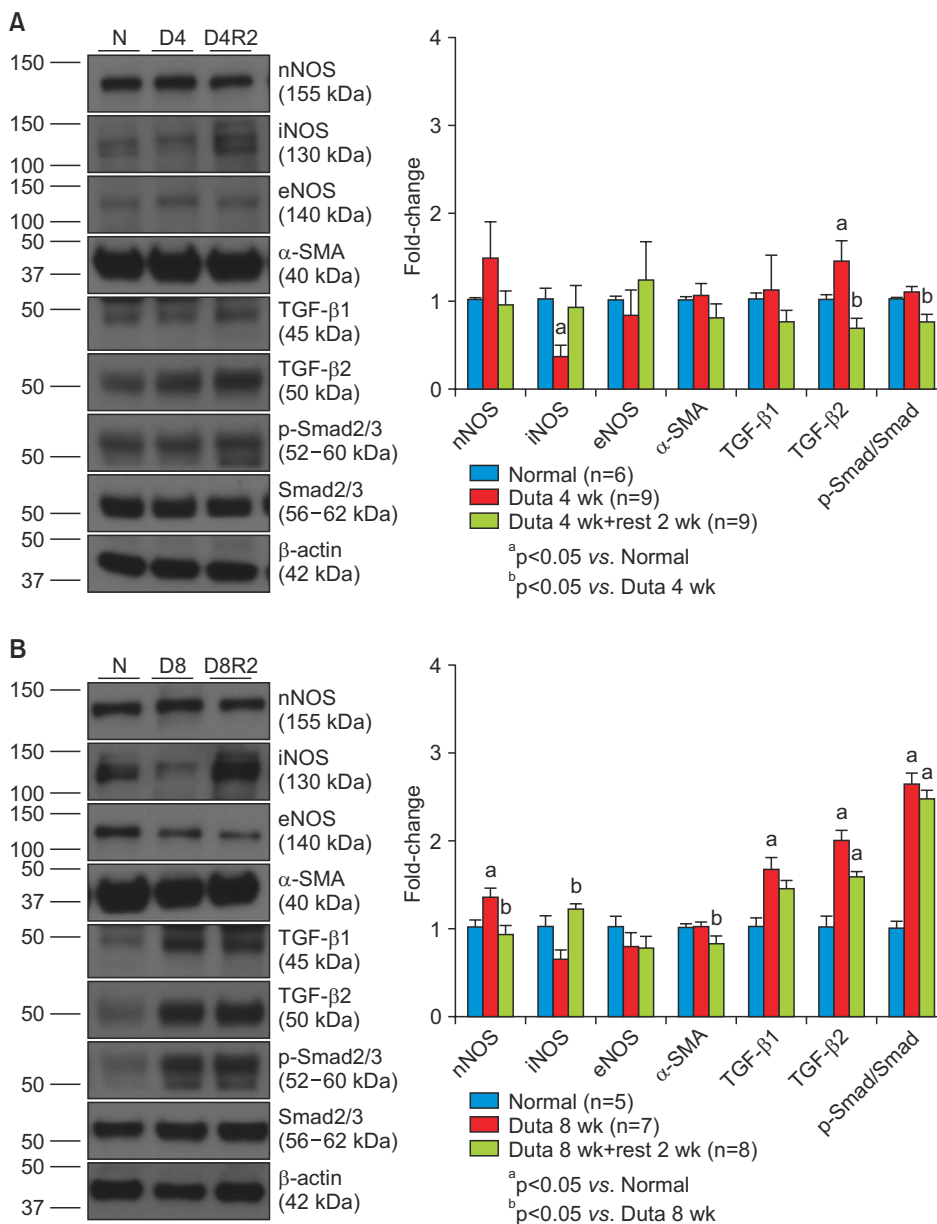 A
N D4 D4R2
150
nNOS
(155 kDa)
150
100
iNOS
(130 kDa)
150
100
eNOS
(140 kDa)
50
37
α-SMA
(40 kDa)
50
TGF-β1
(45 kDa)
50
TGF-β2
(50 kDa)
50
p-Smad2/3
(52–60 kDa)
50
Smad2/3
(56–62 kDa)
50
37
β-actin
(42 kDa)
Fold-change
4
3
2
1
0
a
a
b
b
nNOS
iNOS
eNOS
α-SMA
TGF-β1
TGF-β2
p-Smad/Smad
Normal (n=6)
Duta 4 wk (n=9)
Duta 4 wk+rest 2 wk (n=9)
ap<0.05 vs. Normal
bp<0.05 vs. Duta 4 wk
B
N D8 D8R2
150
nNOS
(155 kDa)
150
100
iNOS
(130 kDa)
150
100
eNOS
(140 kDa)
50
37
α-SMA
(40 kDa)
50
TGF-β1
(45 kDa)
50
TGF-β2
(50 kDa)
50
p-Smad2/3
(52–60 kDa)
50
Smad2/3
(56–62 kDa)
50
37
β-actin
(42 kDa)
Fold-change
4
3
2
1
0
a
b
b
b
a
a
a
a
a
nNOS
iNOS
eNOS
α-SMA
TGF-β1
TGF-β2
p-Smad/Smad
Normal (n=5)
Duta 8 wk (n=7)
Duta 8 wk+rest 2 wk (n=8)
ap<0.05 vs. Normal
bp<0.05 vs. Duta 8 wk